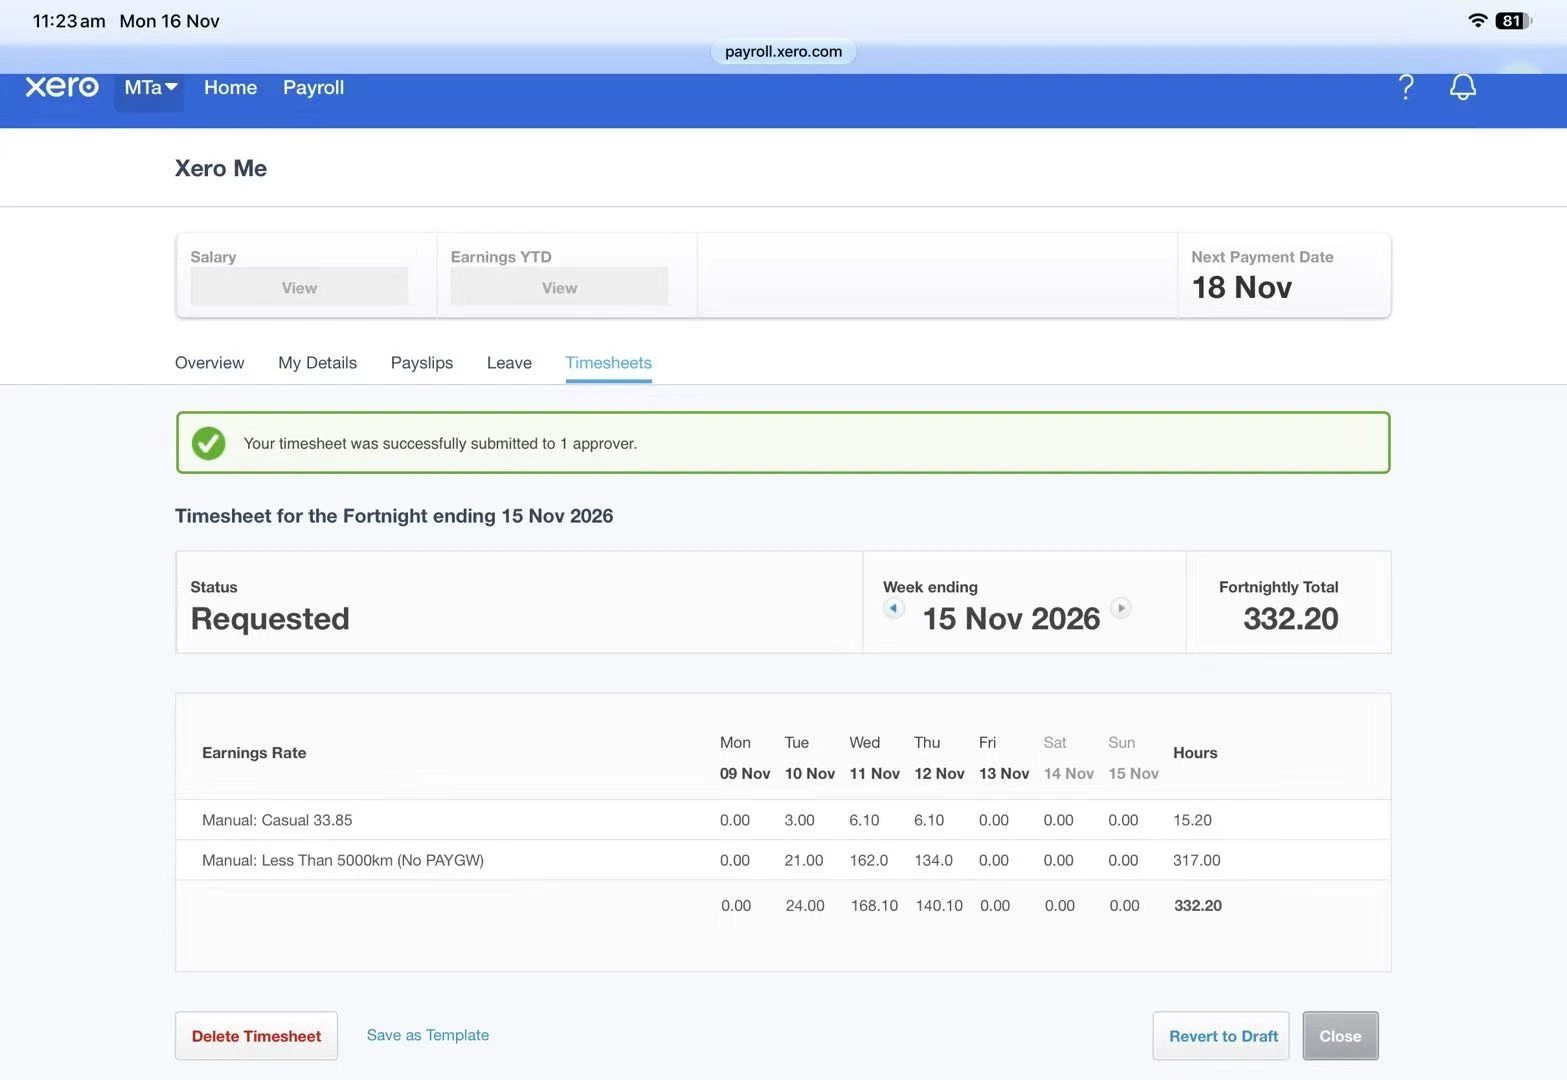 11:23 am Mon 16 Nov
81
payroll.xero.com
xero MTa Home Payroll ?
Xero Me
Salary Earnings YTD Next Payment Date
View View 18 Nov
Overview My Details Payslips Leave Timesheets
Your timesheet was successfully submitted to 1 approver.
Timesheet for the Fortnight ending 15 Nov 2026
Status Week ending Fortnightly Total
Requested 15 Nov 2026 332.20
Mon Tue Wed Thu Fri Sat Sun
Earnings Rate Hours
09 Nov 10 Nov 11 Nov 12 Nov 13 Nov 14 Nov 15 Nov
Manual: Casual 33.85 0.00 3.00 6.10 6.10 0.00 0.00 0.00 15.20
Manual: Less Than 5000km (No PAYGW) 0.00 21.00 162.0 134.0 0.00 0.00 0.00 317.00
0.00 24.00 168.10 140.10 0.00 0.00 0.00 332.20
Delete Timesheet Save as Template Revert to Draft Close